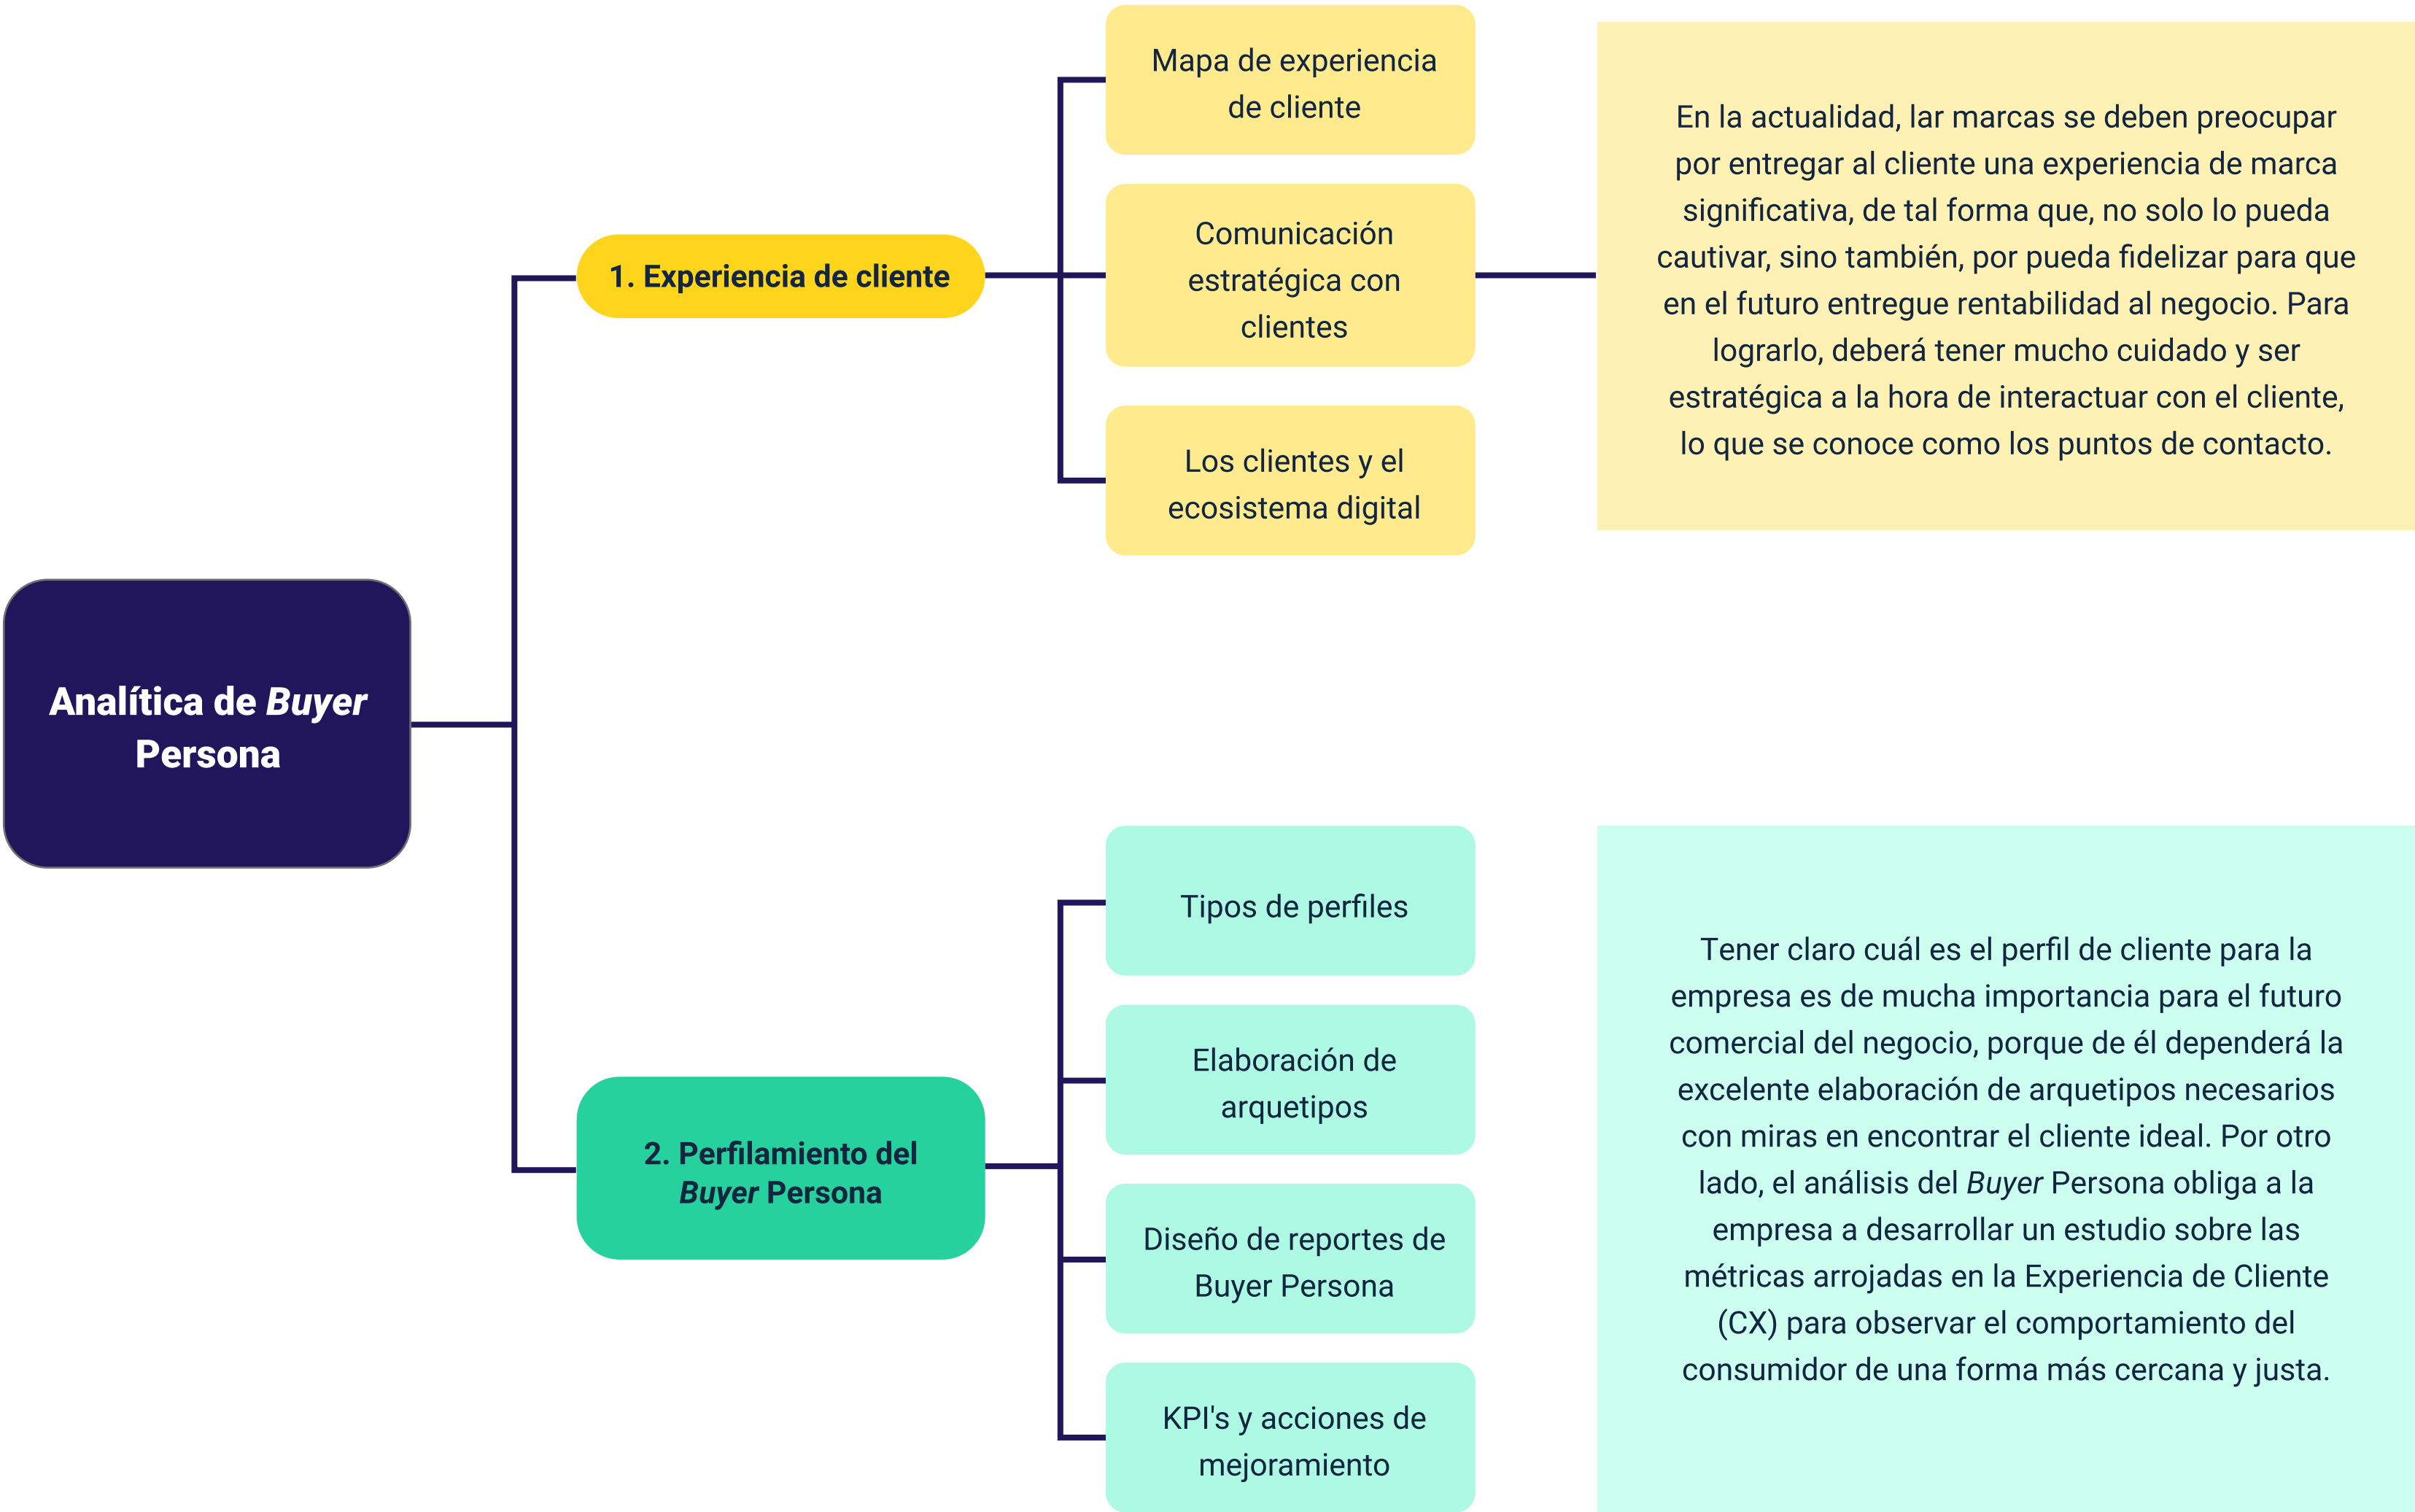 Analítica de Buyer
Persona
1. Experiencia de cliente
Mapa de experiencia
de cliente
Comunicación
estratégica con
clientes
Los clientes y el
ecosistema digital
En la actualidad, lar marcas se deben preocupar
por entregar al cliente una experiencia de marca
significativa, de tal forma que, no solo lo pueda
cautivar, sino también, por pueda fidelizar para que
en el futuro entregue rentabilidad al negocio. Para
lograrlo, deberá tener mucho cuidado y ser
estratégica a la hora de interactuar con el cliente,
lo que se conoce como los puntos de contacto.
2. Perfilamiento del
Buyer Persona
Tipos de perfiles
Elaboración de
arquetipos
Diseño de reportes de
Buyer Persona
KPI's y acciones de
mejoramiento
Tener claro cuál es el perfil de cliente para la
empresa es de mucha importancia para el futuro
comercial del negocio, porque de él dependerá la
excelente elaboración de arquetipos necesarios
con miras en encontrar el cliente ideal. Por otro
lado, el análisis del Buyer Persona obliga a la
empresa a desarrollar un estudio sobre las
métricas arrojadas en la Experiencia de Cliente
(CX) para observar el comportamiento del
consumidor de una forma más cercana y justa.